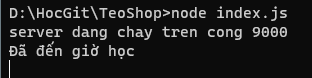 D:\HocGit\TeoShop>node index.js
server dang chay tren cong 9000
Đã đến giờ học